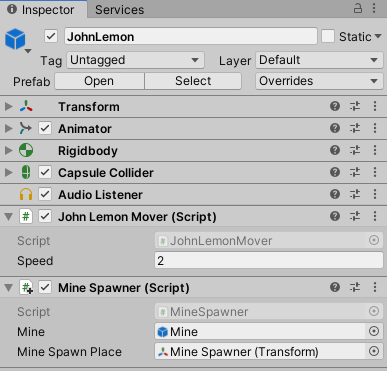 Inspector Services
JohnLemon Static
Tag Untagged Layer Default
Prefab Open Select Overrides
Transform
Animator
Rigidbody
Capsule Collider
Audio Listener
John Lemon Mover (Script)
Script # JohnLemonMover
Speed 2
Mine Spawner (Script)
Script # MineSpawner
Mine Mine
Mine Spawn Place Mine Spawner (Transform)